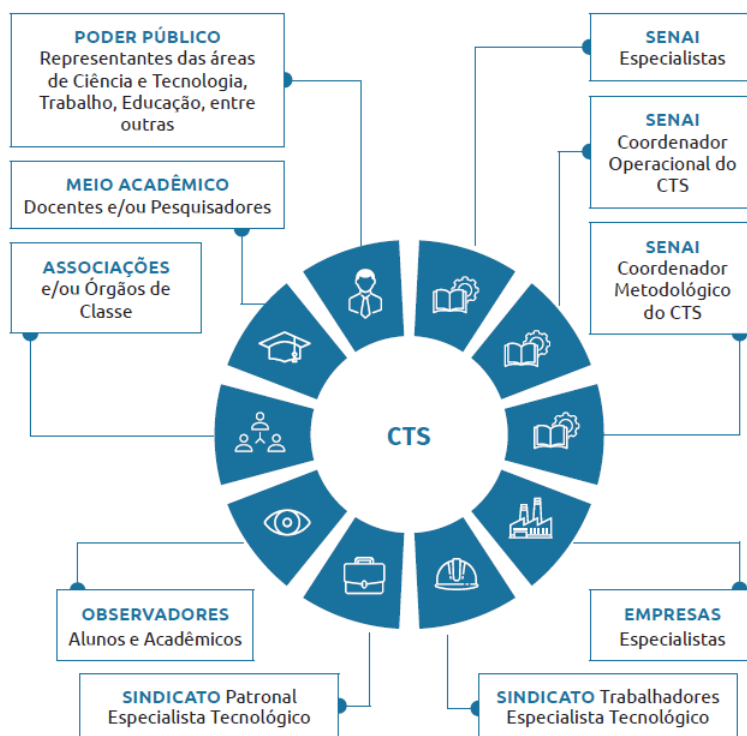 PODER PÚBLICO
Representantes das áreas
de Ciência e Tecnologia,
Trabalho, Educação, entre
outras
MEIO ACADÊMICO
Docentes e/ou Pesquisadores
ASSOCIAÇÕES
e/ou Órgãos de
Classe
SENAI
Especialistas
SENAI
Coordenador
Operacional do
CTS
SENAI
Coordenador
Metodológico
do CTS
CTS
OBSERVADORES
Alunos e Acadêmicos
EMPRESAS
Especialistas
SINDICATO Patronal
Especialista Tecnológico
SINDICATO Trabalhadores
Especialista Tecnológico